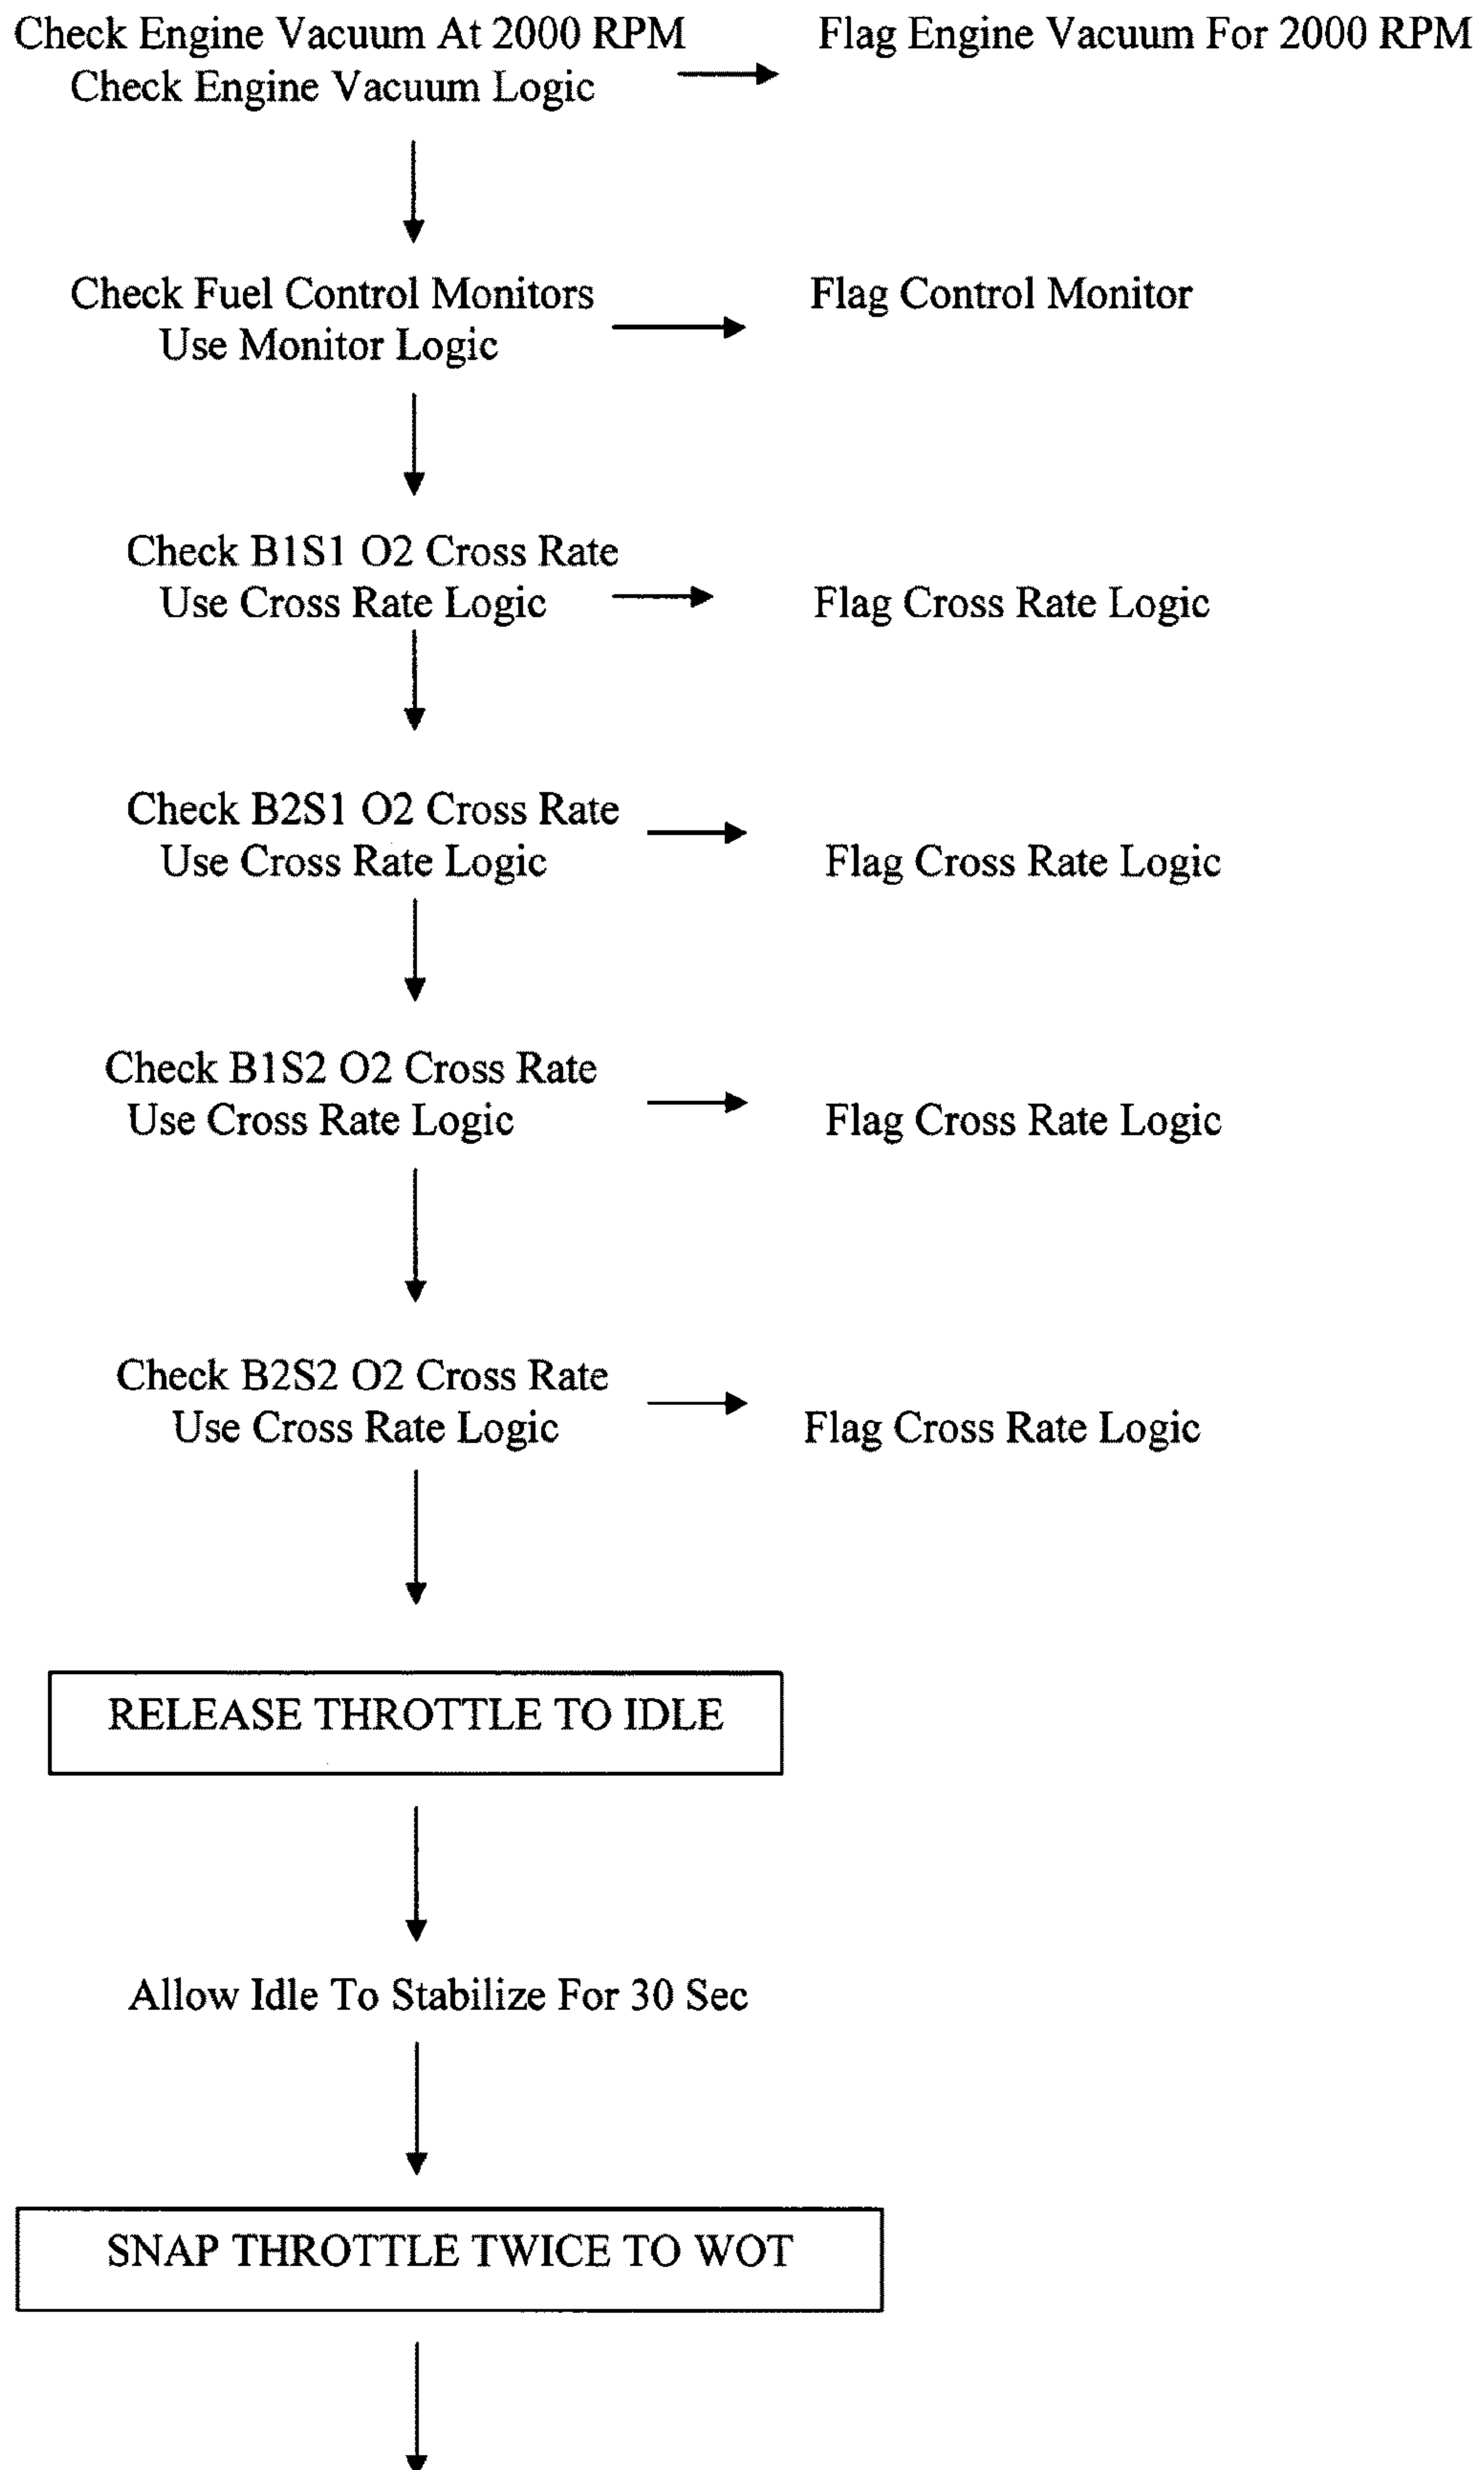 Check Engine Vacuum At 2000 RPM
Check Engine Vacuum Logic
Flag Engine Vacuum For 2000 RPM
Check Fuel Control Monitors
Use Monitor Logic
Flag Control Monitor
Check B1S1 O2 Cross Rate
Use Cross Rate Logic
Flag Cross Rate Logic
Check B2S1 O2 Cross Rate
Use Cross Rate Logic
Flag Cross Rate Logic
Check B1S2 O2 Cross Rate
Use Cross Rate Logic
Flag Cross Rate Logic
Check B2S2 O2 Cross Rate
Use Cross Rate Logic
Flag Cross Rate Logic
RELEASE THROTTLE TO IDLE
Allow Idle To Stabilize For 30 Sec
SNAP THROTTLE TWICE TO WOT